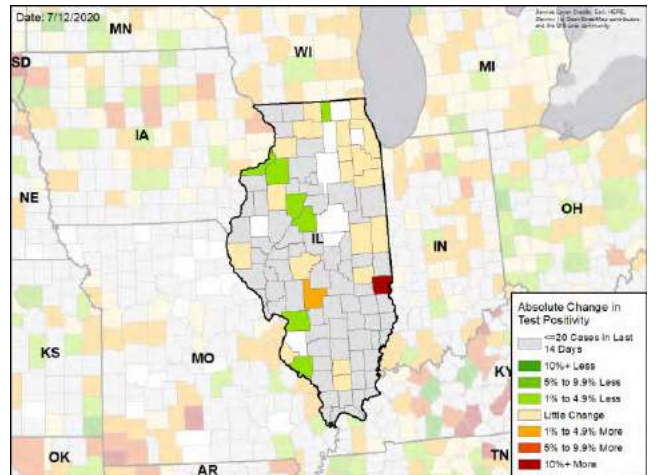 Date: 7/12/2020
MN
WI
MI
SD
IA
NE
IL
IN
OH
KS
MO
KY
OK
AR
TN
Absolute Change in
Test Positivity
<=20 Cases in Last
14 Days
10%+ Less
5% to 9.9% Less
1% to 4.9% Less
Little Change
1% to 4.9% More
5% to 9.9% More
10%+ More